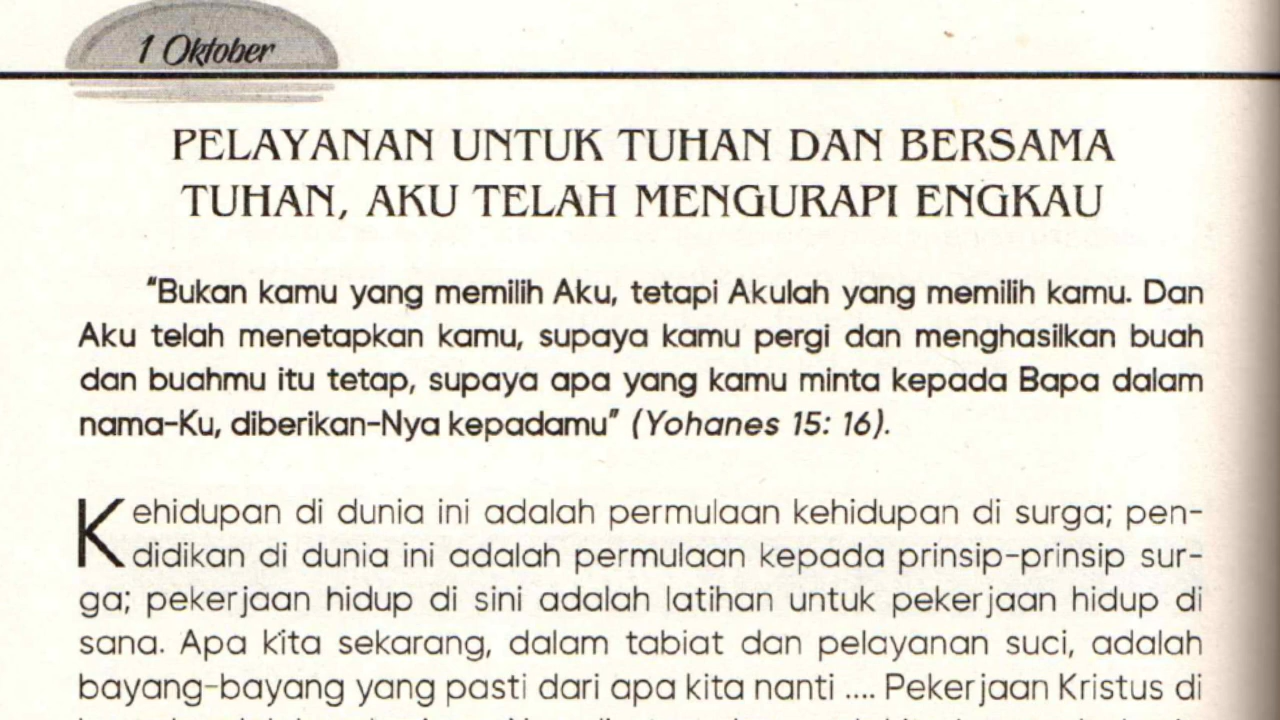 1 Oktober
PELAYANAN UNTUK TUHAN DAN BERSAMA
TUHAN, AKU TELAH MENGURAPI ENGKAU
"Bukan kamu yang memilih Aku, tetapi Akulah yang memilih kamu. Dan
Aku telah menetapkan kamu, supaya kamu pergi dan menghasilkan buah
dan buahmu itu tetap, supaya apa yang kamu minta kepada Bapa dalam
nama-Ku, diberikan-Nya kepadamu" (Yohanes 15: 16).
Kehidupan di dunia ini adalah permulaan kehidupan di surga; pen-
didikan di dunia ini adalah permulaan kepada prinsip-prinsip sur-
ga; pekerjaan hidup di sini adalah latihan untuk pekerjaan hidup di
sana. Apa kita sekarang, dalam tabiat dan pelayanan suci, adalah
bayang-bayang yang pasti dari apa kita nanti .... Pekerjaan Kristus di